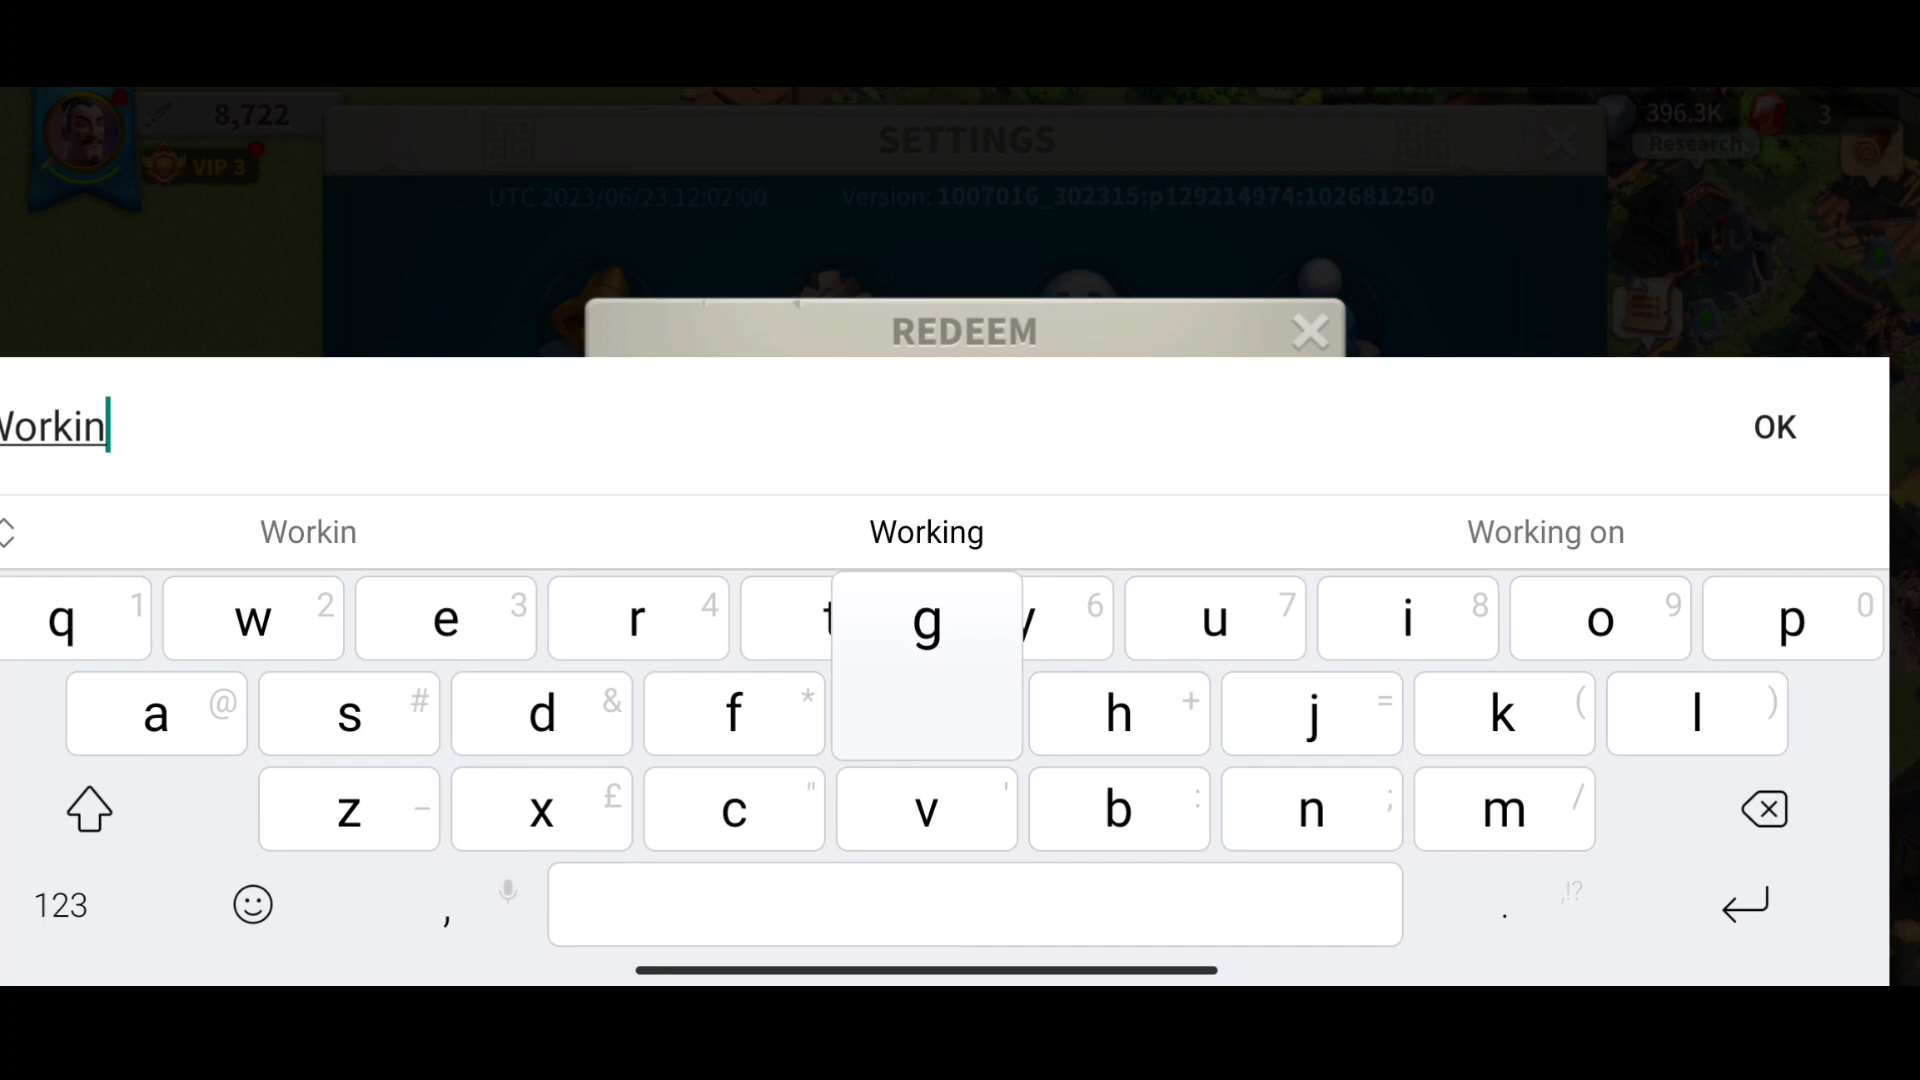 8,722
VIP 3
SETTINGS
396.3K
3
Research
UTC 2023/06/23 12:02:00
Version: 1007016_302315:p129214974:102681250
REDEEM
Workin
OK
Workin
Working
Working on
q 1 w 2 e 3 r 4 t g y 6 u 7 i 8 o 9 p 0
a @ s # d & f * h + j = k ( l )
z _ x £ c " v ' b : n ; m /
123 , . ,!?